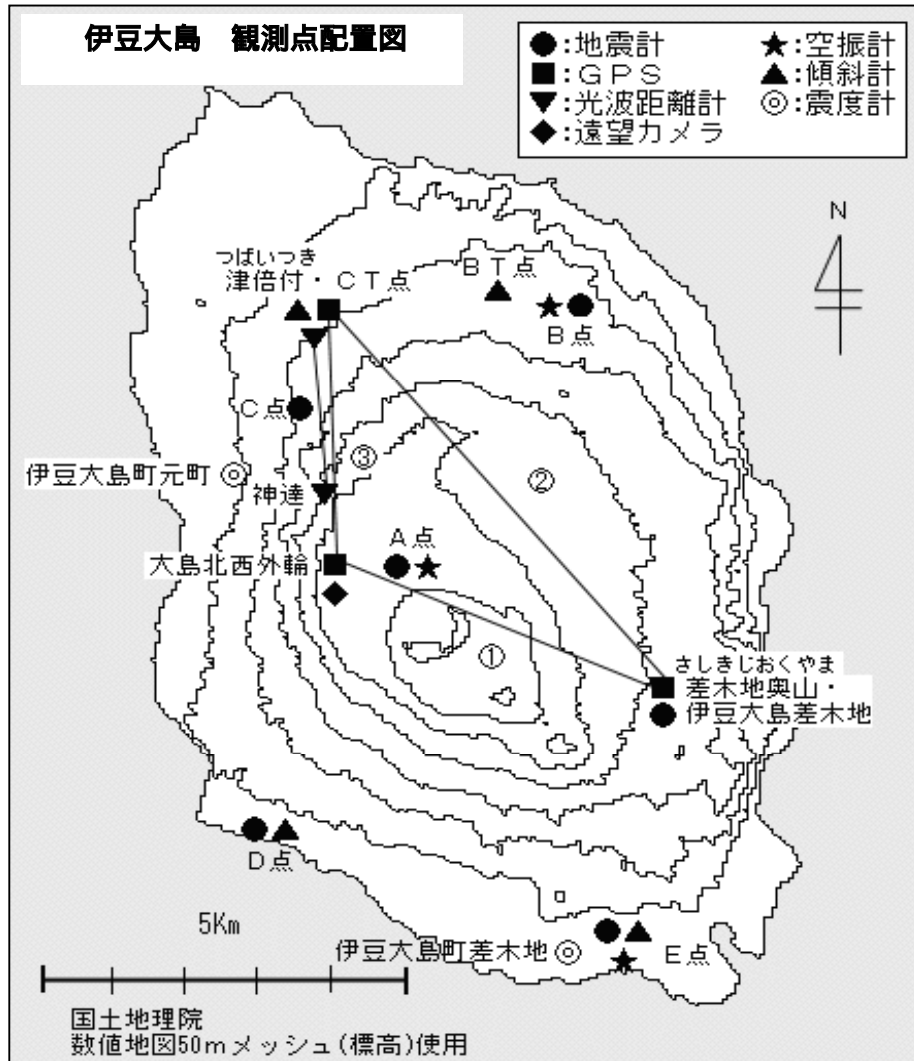 伊豆大島　観測点配置図
●:地震計
★:空振計
■:ＧＰＳ
▲:傾斜計
▼:光波距離計
◎:震度計
◆:遠望カメラ
N
つばいつき
津倍付・ＣＴ点
ＢＴ点
Ｂ点
Ｃ点
③
②
伊豆大島町元町◎
神達
Ａ点
大島北西外輪
①
さしきじおくやま
差木地奥山・
伊豆大島差木地
Ｄ点
5Km
伊豆大島町差木地◎
Ｅ点
国土地理院
数値地図50ｍメッシュ(標高)使用